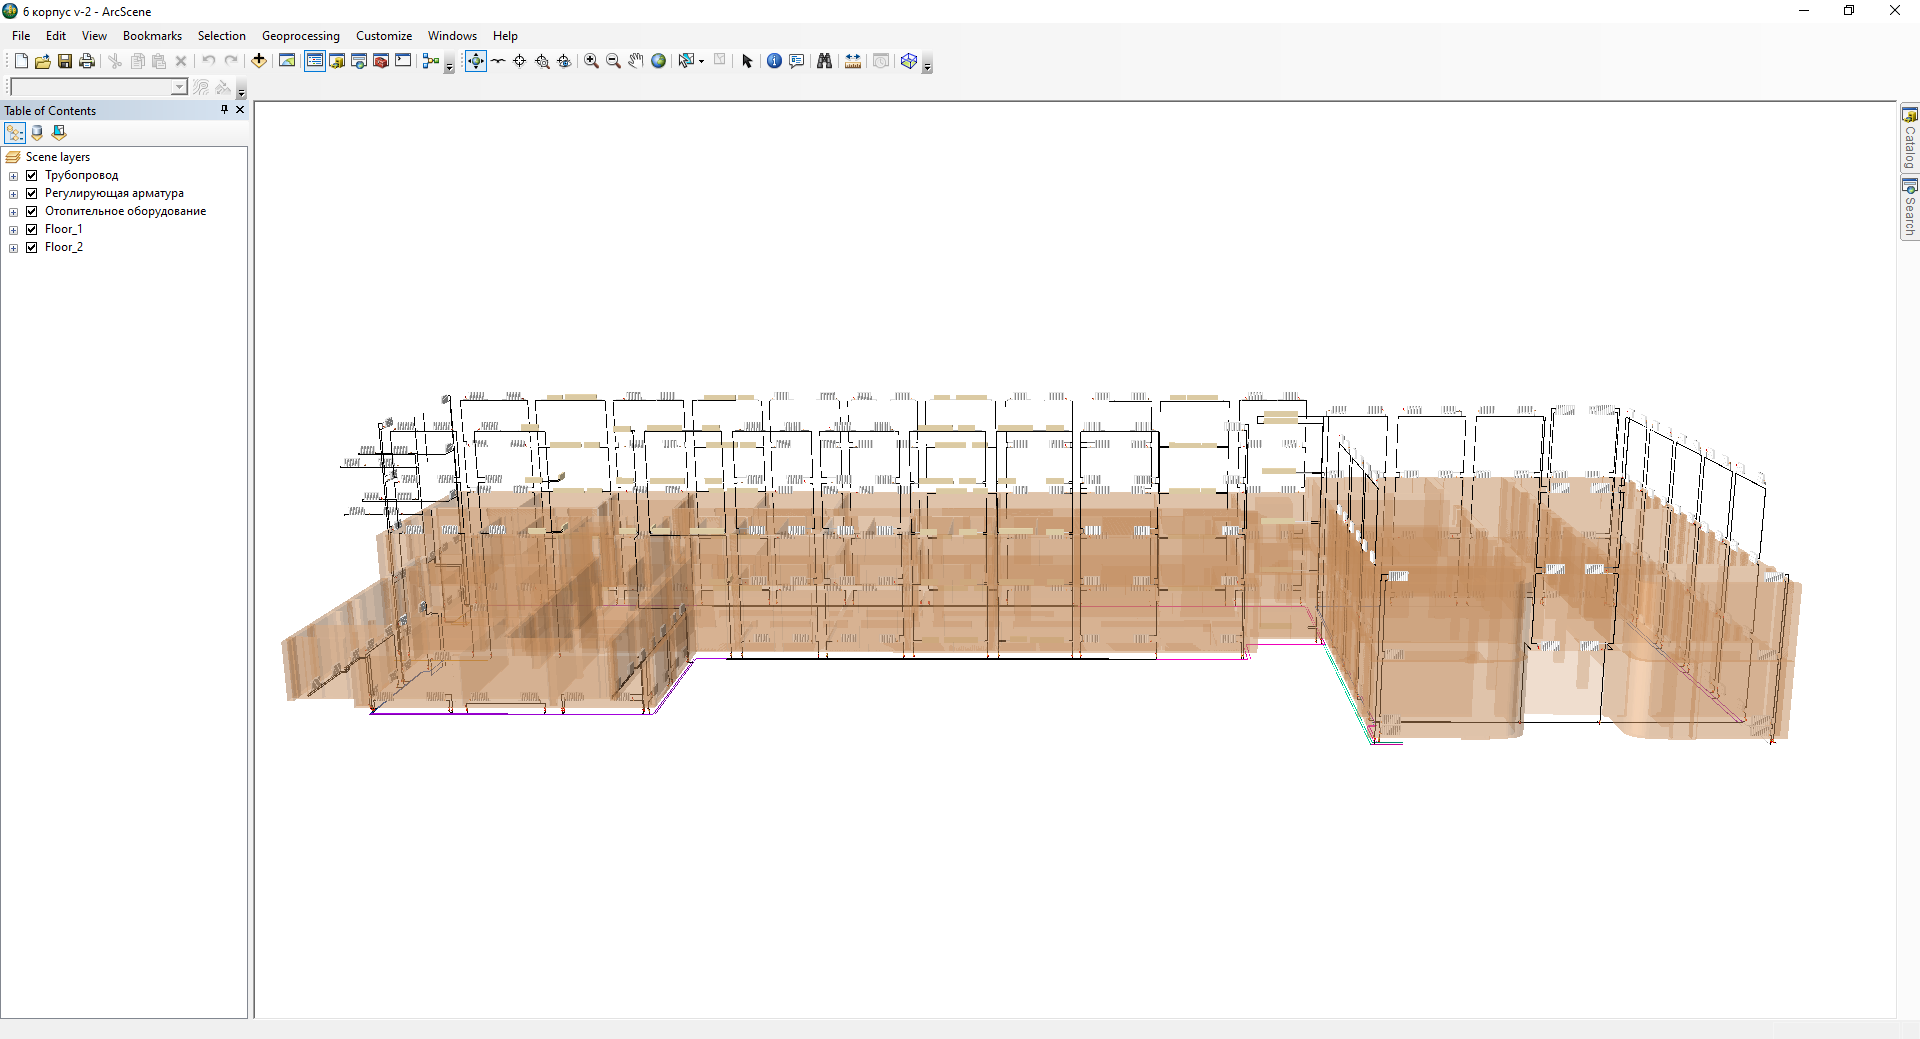 6 корпус v-2 - ArcScene
File Edit View Bookmarks Selection Geoprocessing Customize Windows Help
Table of Contents
Scene layers
Трубопровод
Регулирующая арматура
Отопительное оборудование
Floor_1
Floor_2
Catalog
Search